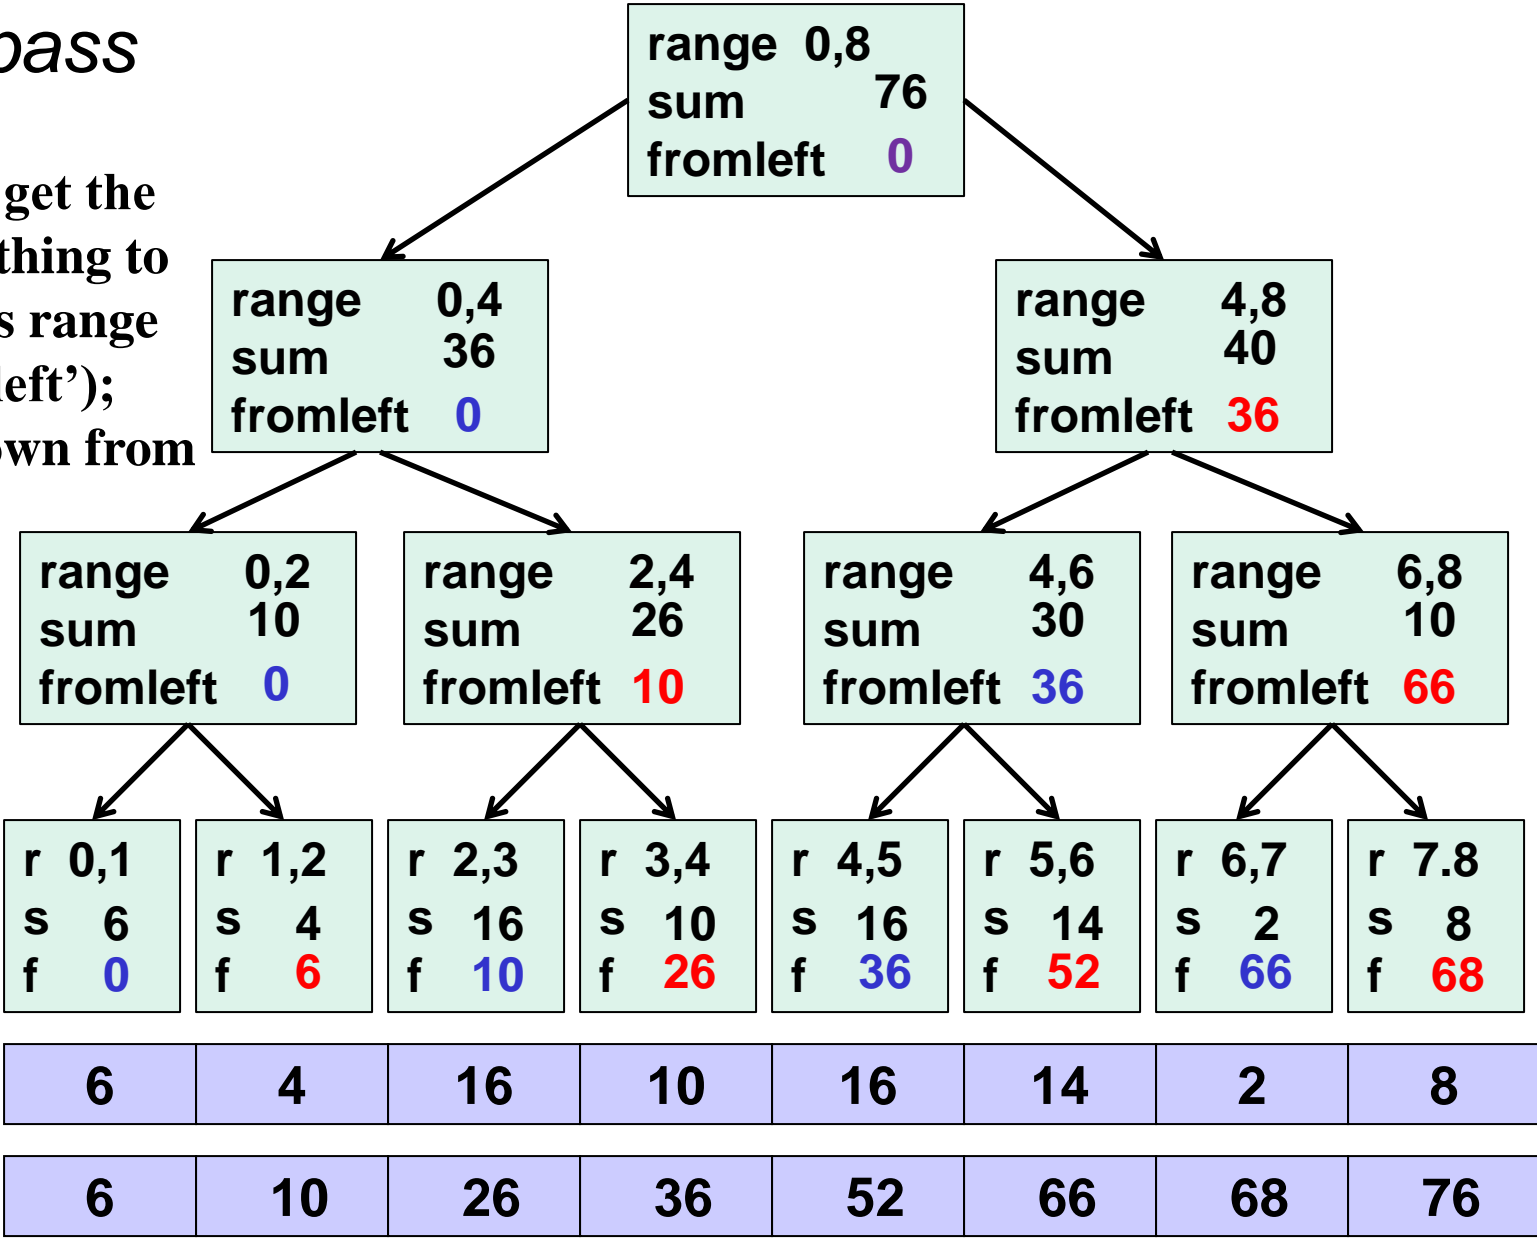 pass
get the
thing to
s range
left’);
own from
range 0,8
sum 76
fromleft 0
range 0,4
sum 36
fromleft 0
range 4,8
sum 40
fromleft 36
range 0,2
sum 10
fromleft 0
range 2,4
sum 26
fromleft 10
range 4,6
sum 30
fromleft 36
range 6,8
sum 10
fromleft 66
r 0,1
s 6
f 0
r 1,2
s 4
f 6
r 2,3
s 16
f 10
r 3,4
s 10
f 26
r 4,5
s 16
f 36
r 5,6
s 14
f 52
r 6,7
s 2
f 66
r 7.8
s 8
f 68
6 4 16 10 16 14 2 8
6 10 26 36 52 66 68 76